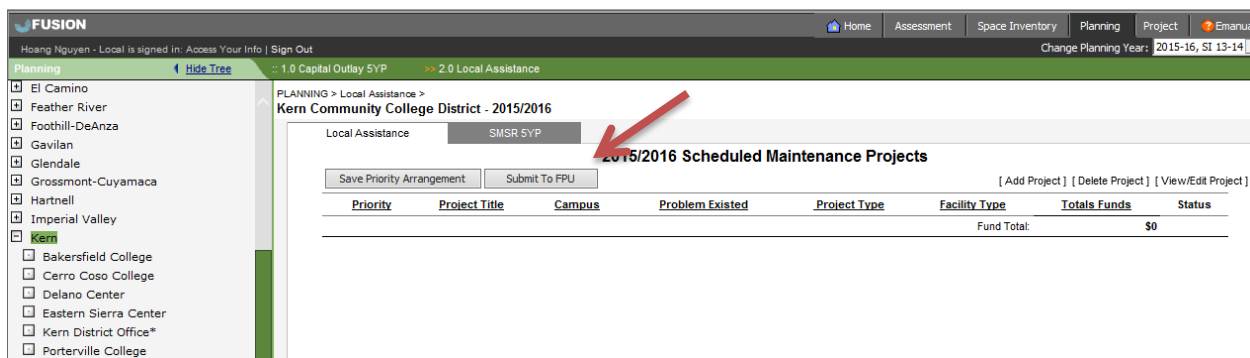 FUSION
Home Assessment Space Inventory Planning Project Emanua
Hoang Nguyen - Local is signed in: Access Your Info | Sign Out
Change Planning Year: 2015-16, SI 13-14
Planning Hide Tree :: 1.0 Capital Outlay 5YP >> 2.0 Local Assistance
El Camino
Feather River
Foothill-DeAnza
Gavilan
Glendale
Grossmont-Cuyamaca
Hartnell
Imperial Valley
Kern
Bakersfield College
Cerro Coso College
Delano Center
Eastern Sierra Center
Kern District Office*
Porterville College
PLANNING > Local Assistance >
Kern Community College District - 2015/2016
Local Assistance SMSR 5YP
2015/2016 Scheduled Maintenance Projects
Save Priority Arrangement Submit To FPU
[ Add Project ] [ Delete Project ] [ View/Edit Project ]
Priority Project Title Campus Problem Existed Project Type Facility Type Totals Funds Status
Fund Total: $0